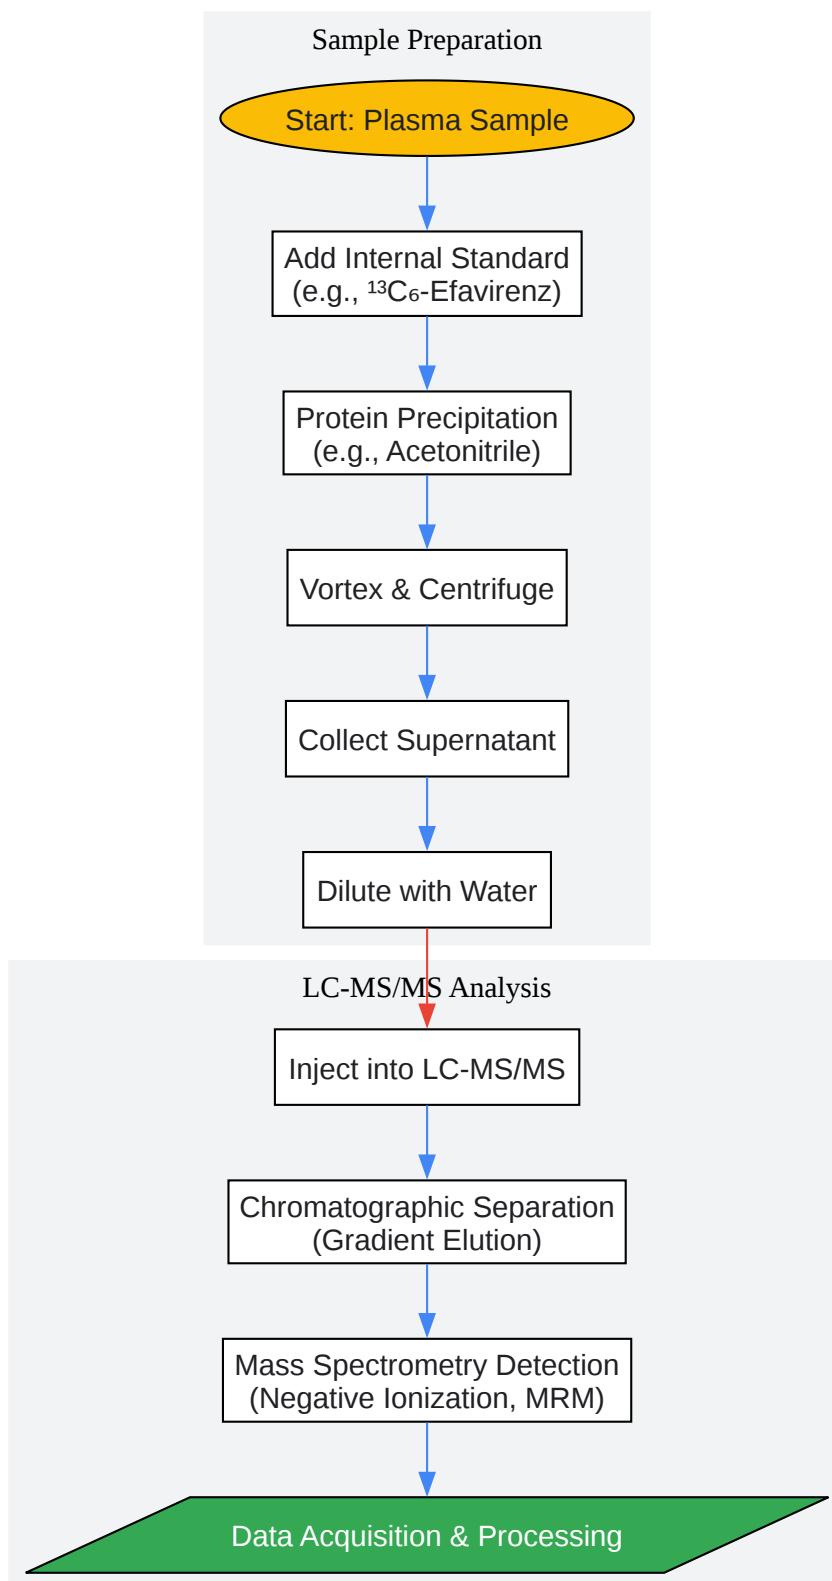 Sample Preparation
Start: Plasma Sample
Add Internal Standard
(e.g., ¹³C₆-Efavirenz)
Protein Precipitation
(e.g., Acetonitrile)
Vortex & Centrifuge
Collect Supernatant
Dilute with Water
LC-MS/MS Analysis
Inject into LC-MS/MS
Chromatographic Separation
(Gradient Elution)
Mass Spectrometry Detection
(Negative Ionization, MRM)
Data Acquisition & Processing